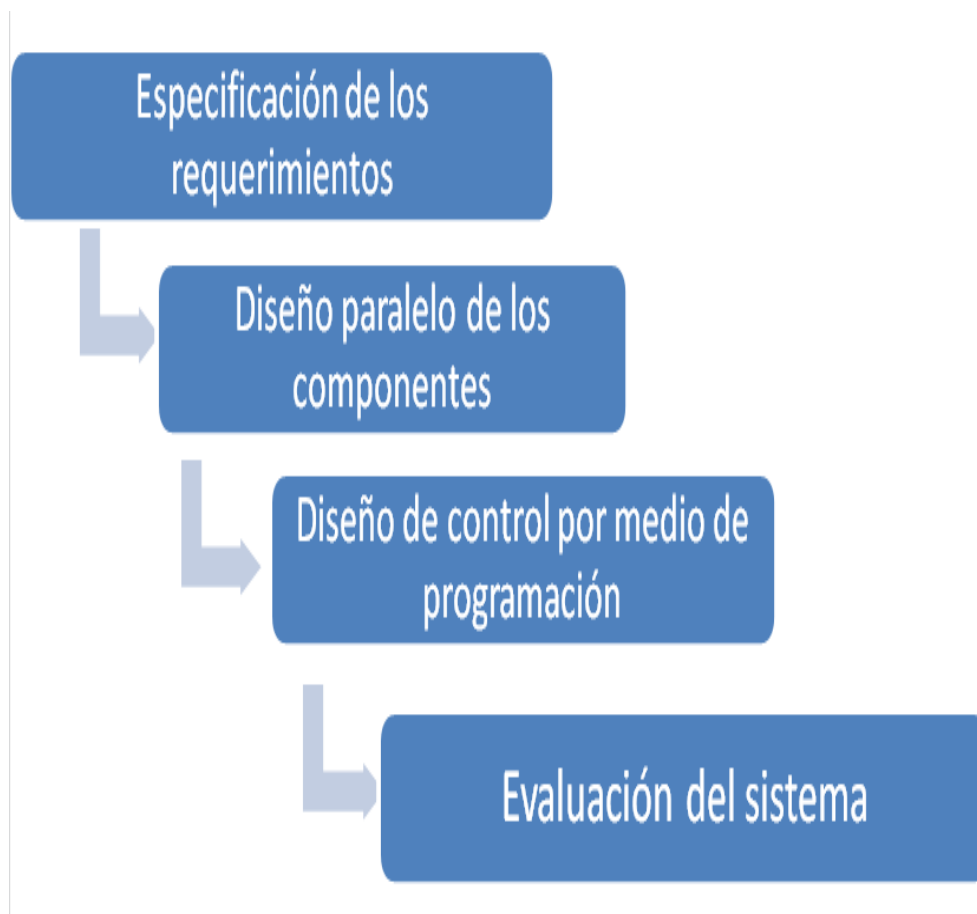 Especificación de los
requerimientos
Diseño paralelo de los
componentes
Diseño de control por medio de
programación
Evaluación del sistema